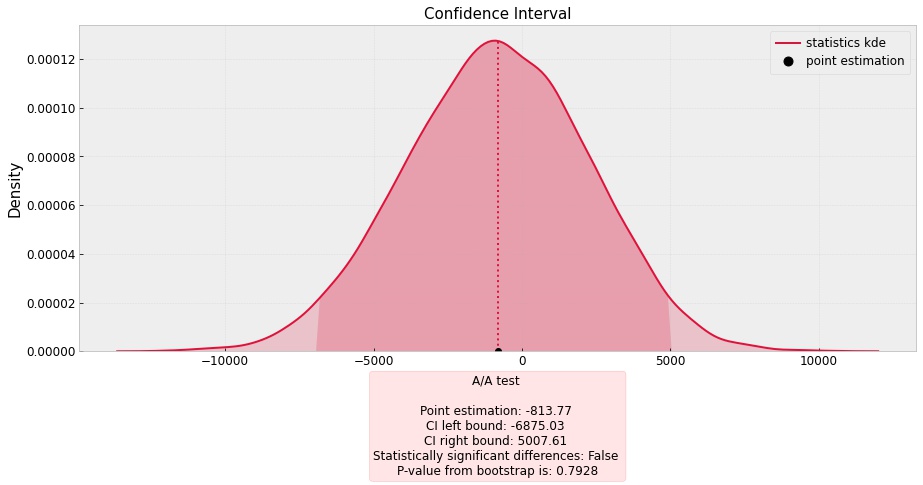 Confidence Interval
statistics kde
point estimation
Density
0.00012
0.00010
0.00008
0.00006
0.00004
0.00002
0.00000
−10000
−5000
0
5000
10000
A/A test
Point estimation: -813.77
CI left bound: -6875.03
CI right bound: 5007.61
Statistically significant differences: False
P-value from bootstrap is: 0.7928